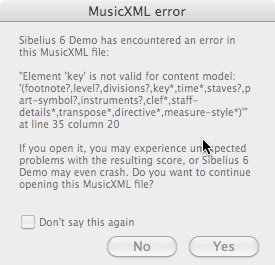 MusicXML error
Sibelius 6 Demo has encountered an error in
this MusicXML file:
"Element 'key' is not valid for content model:
'(footnote?,level?,divisions?,key*,time*,staves?,p
art-symbol?,instruments?,clef*,staff-
details*,transpose*,directive*,measure-style*)'"
at line 35 column 20
If you open it, you may experience unexpected
problems with the resulting score, or Sibelius 6
Demo may even crash. Do you want to continue
opening this MusicXML file?
Don't say this again
No Yes